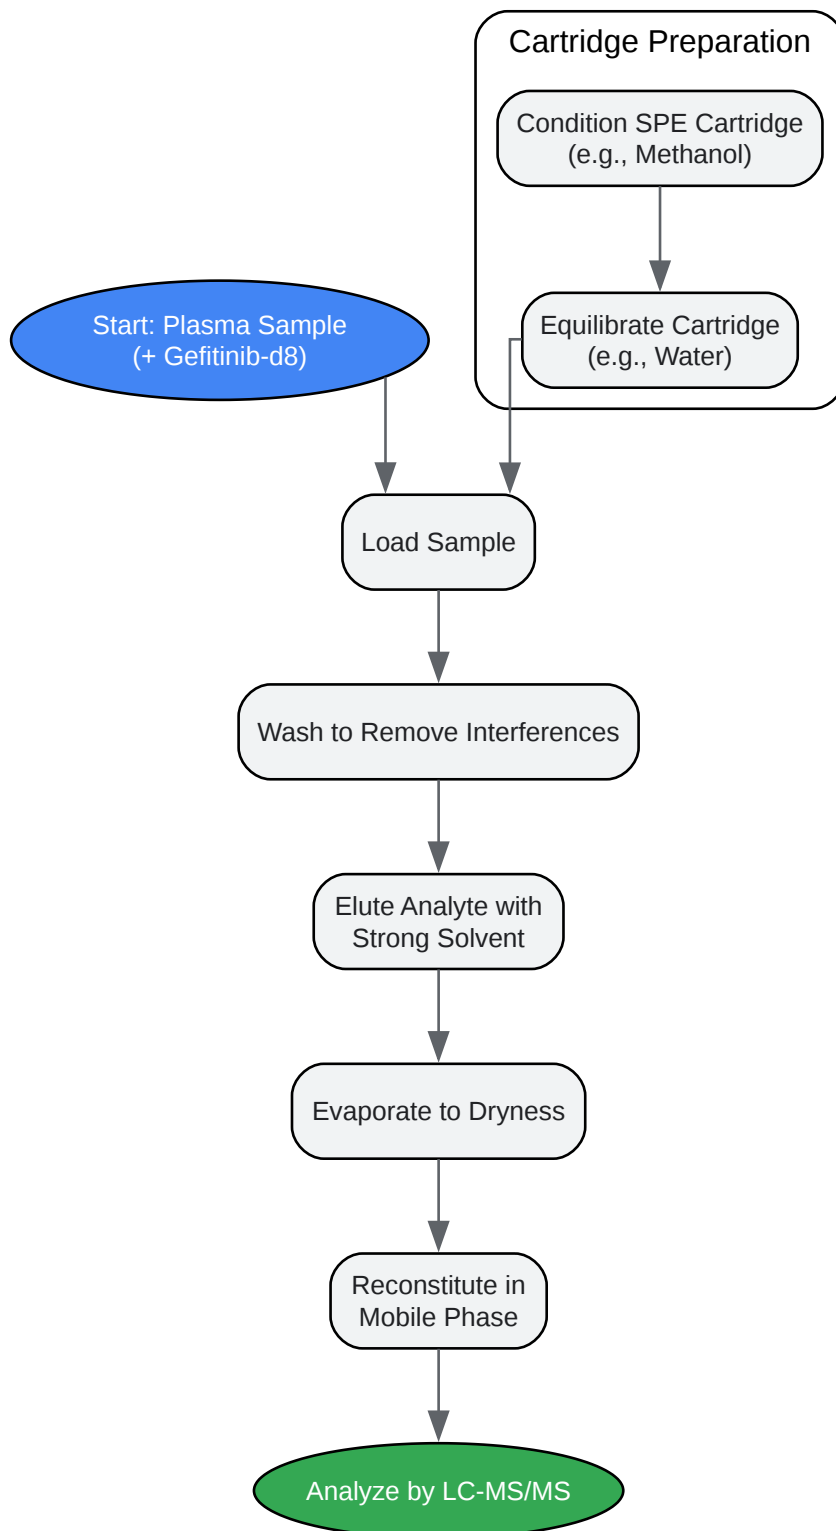 Cartridge Preparation
Condition SPE Cartridge
(e.g., Methanol)
Equilibrate Cartridge
(e.g., Water)
Start: Plasma Sample
(+ Gefitinib-d8)
Load Sample
Wash to Remove Interferences
Elute Analyte with
Strong Solvent
Evaporate to Dryness
Reconstitute in
Mobile Phase
Analyze by LC-MS/MS